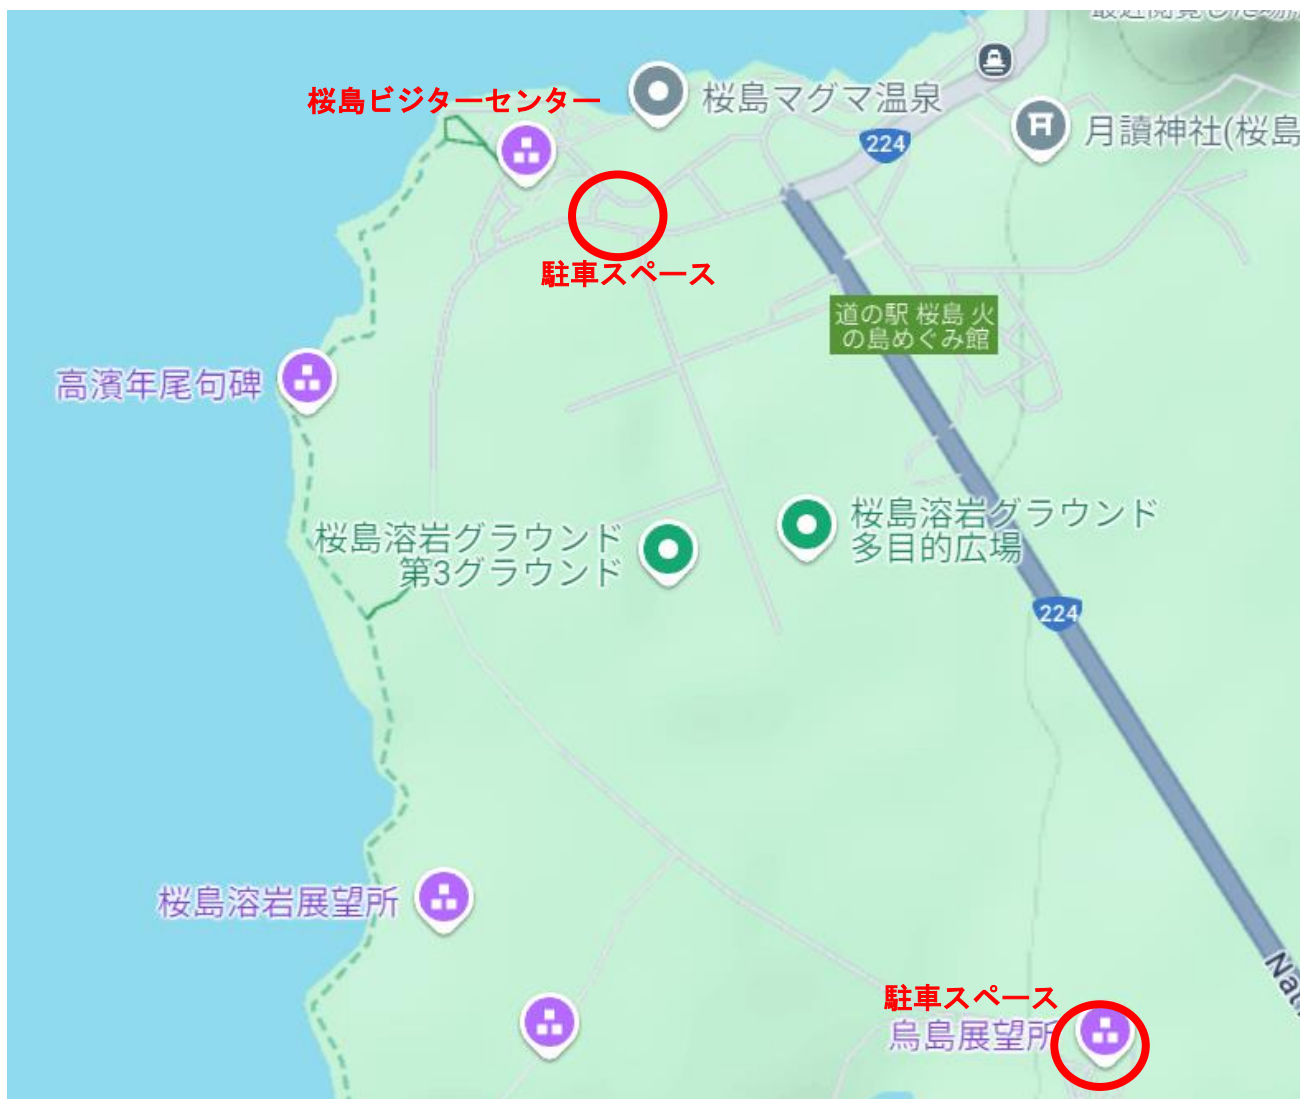 桜島ビジターセンター
桜島マグマ温泉
224
月讀神社(桜島
駐車スペース
道の駅 桜島 火
の島めぐみ館
高濱年尾句碑
桜島溶岩グラウンド
第3グラウンド
桜島溶岩グラウンド
多目的広場
224
桜島溶岩展望所
Nati
駐車スペース
烏島展望所